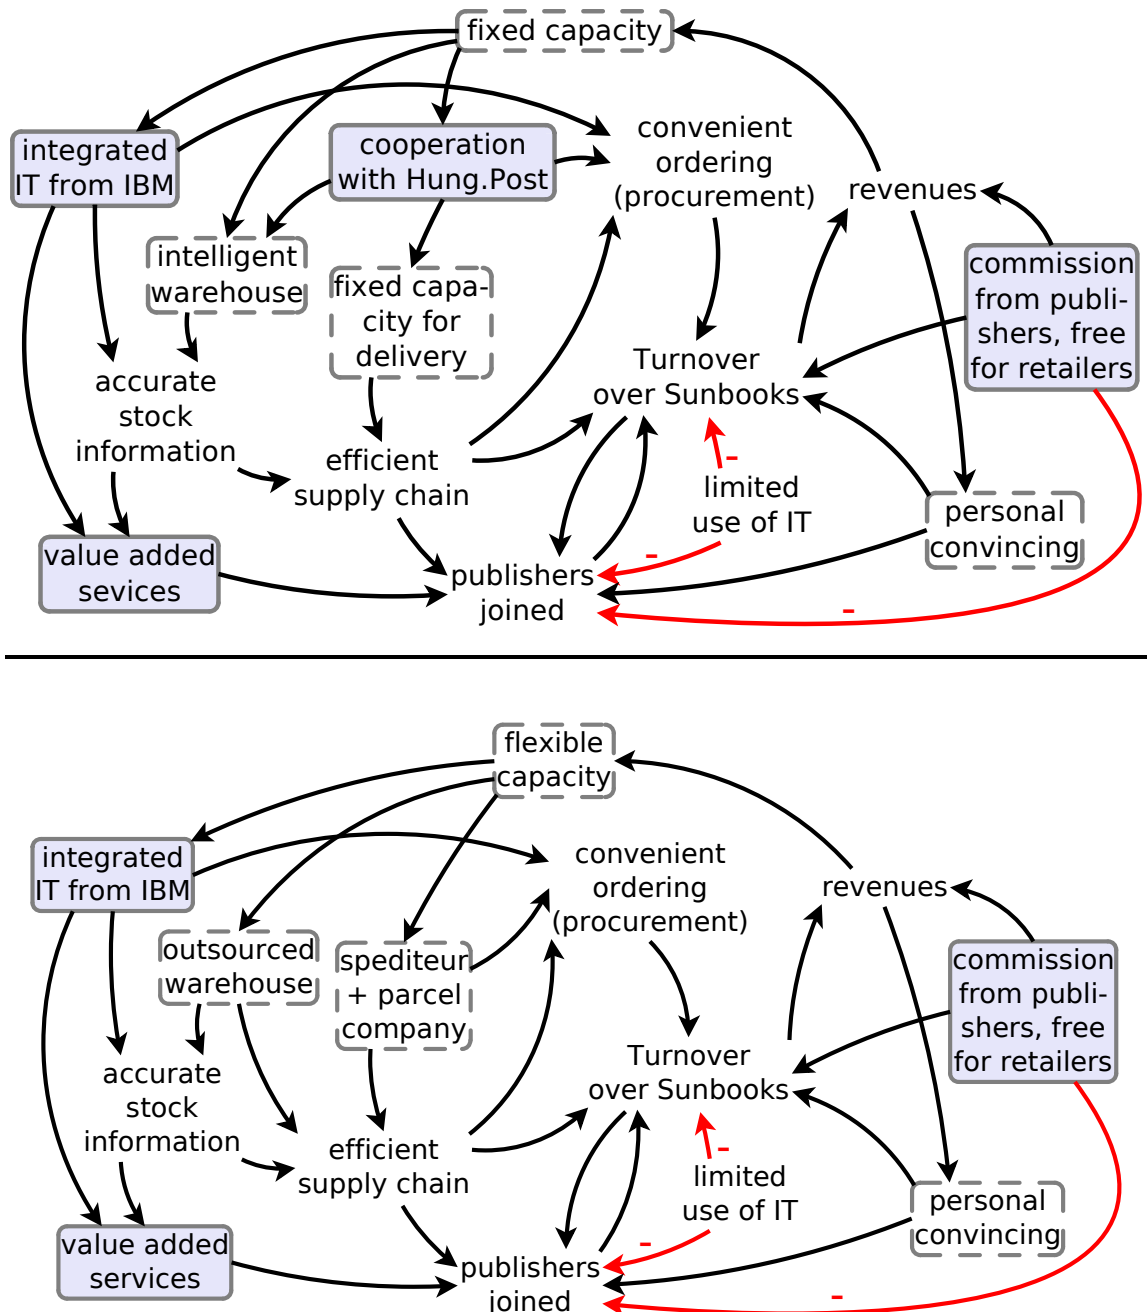 fixed capacity
integrated
IT from IBM
cooperation
with Hung.Post
convenient
ordering
(procurement)
revenues
intelligent
warehouse
fixed capa-
city for
delivery
commission
from publi-
shers, free
for retailers
accurate
stock
information
Turnover
over Sunbooks
efficient
supply chain
-
limited
use of IT
personal
convincing
value added
sevices
-
publishers
joined
-
flexible
capacity
integrated
IT from IBM
convenient
ordering
(procurement)
revenues
outsourced
warehouse
spediteur
+ parcel
company
commission
from publi-
shers, free
for retailers
accurate
stock
information
Turnover
over Sunbooks
efficient
supply chain
-
limited
use of IT
personal
convincing
value added
services
-
publishers
joined
-